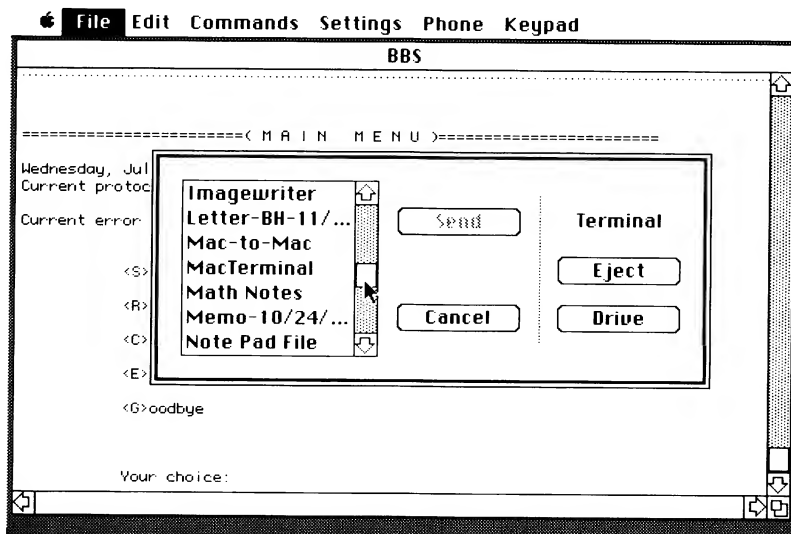 File Edit Commands Settings Phone Keypad
BBS
========================( M A I N   M E N U )========================
Wednesday, Jul
Current protoc
Current error
<S>
<R>
<C>
<E>
<G>oodbye
Your choice:
Imagewriter
Letter-BH-11/...
Mac-to-Mac
MacTerminal
Math Notes
Memo-10/24/...
Note Pad File
Send
Cancel
Terminal
Eject
Drive